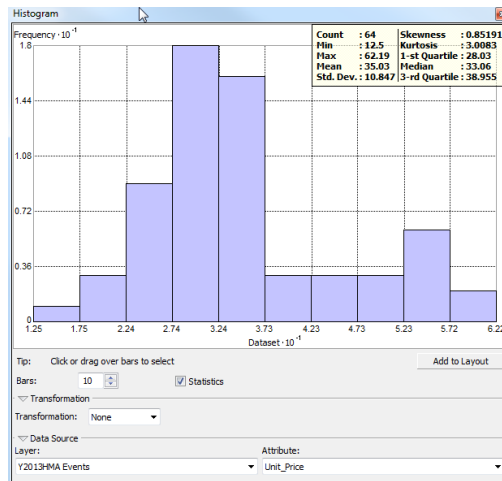 Histogram
Frequency · 10⁻¹
Count : 64 Skewness : 0.85191
Min : 12.5 Kurtosis : 3.0083
Max : 62.19 1-st Quartile : 28.03
Mean : 35.03 Median : 33.06
Std. Dev. : 10.847 3-rd Quartile : 38.955
1.8
1.44
1.08
0.72
0.36
0
1.25 1.75 2.24 2.74 3.24 3.73 4.23 4.73 5.23 5.72 6.22
Dataset · 10⁻¹
Tip: Click or drag over bars to select Add to Layout
Bars: 10 Statistics
Transformation
Transformation: None
Data Source
Layer: Attribute:
Y2013HMA Events Unit_Price